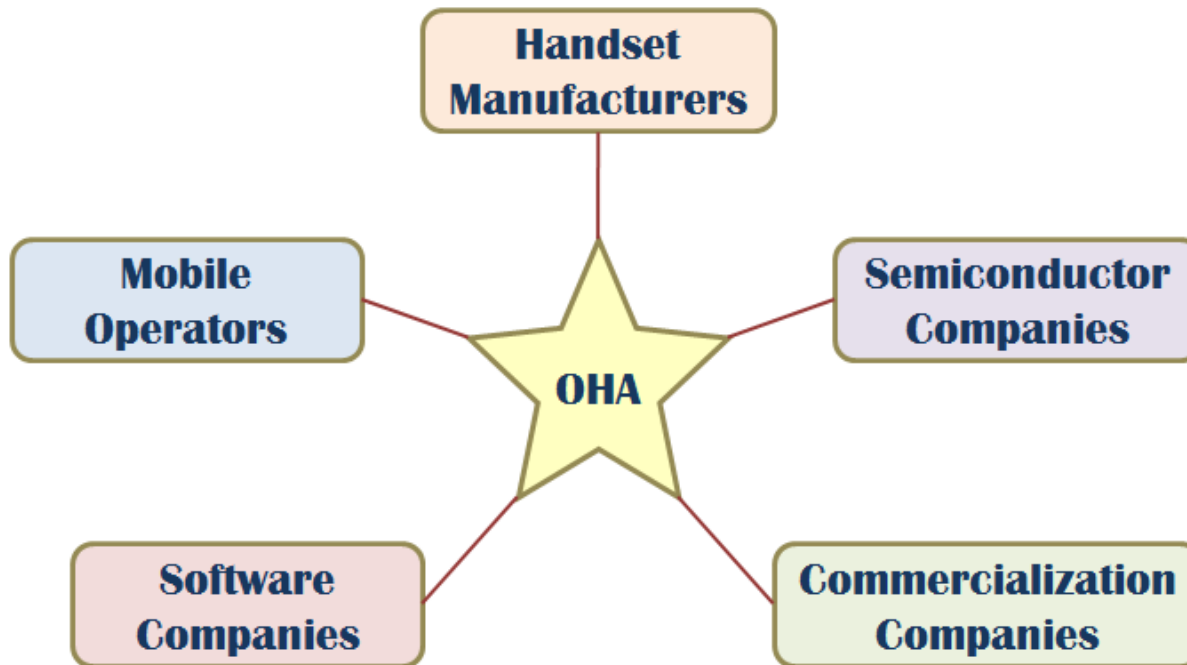 Handset
Manufacturers
Mobile
Operators
Semiconductor
Companies
OHA
Software
Companies
Commercialization
Companies